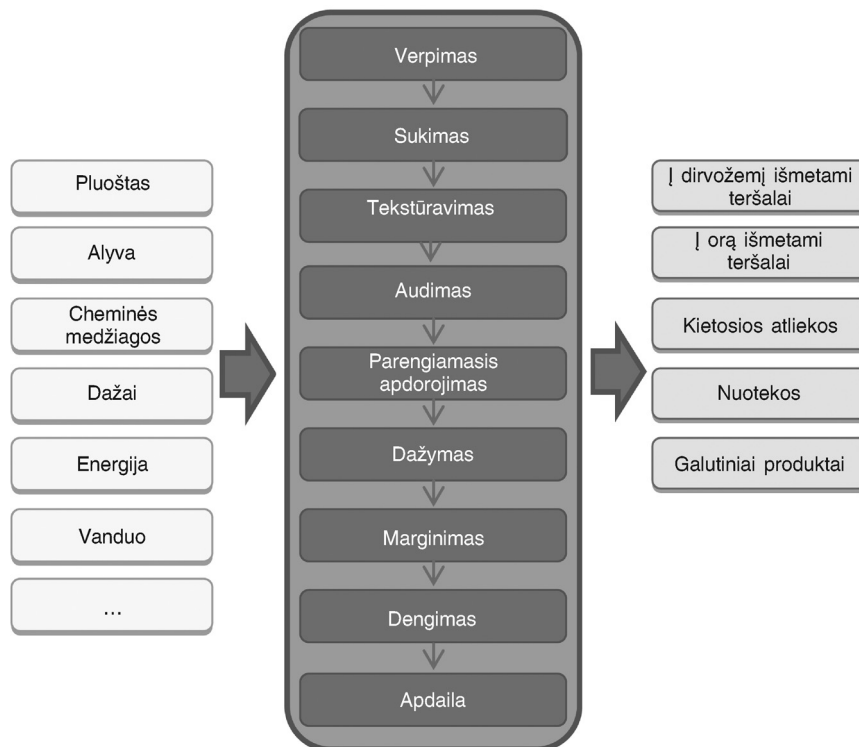 Pluoštas
Alyva
Cheminės
medžiagos
Dažai
Energija
Vanduo
...
Verpimas
Sukimas
Tekstūravimas
Audimas
Parengiamasis
apdorojimas
Dažymas
Marginimas
Dengimas
Apdaila
Į dirvožemį išmetami
teršalai
Į orą išmetami
teršalai
Kietosios atliekos
Nuotekos
Galutiniai produktai